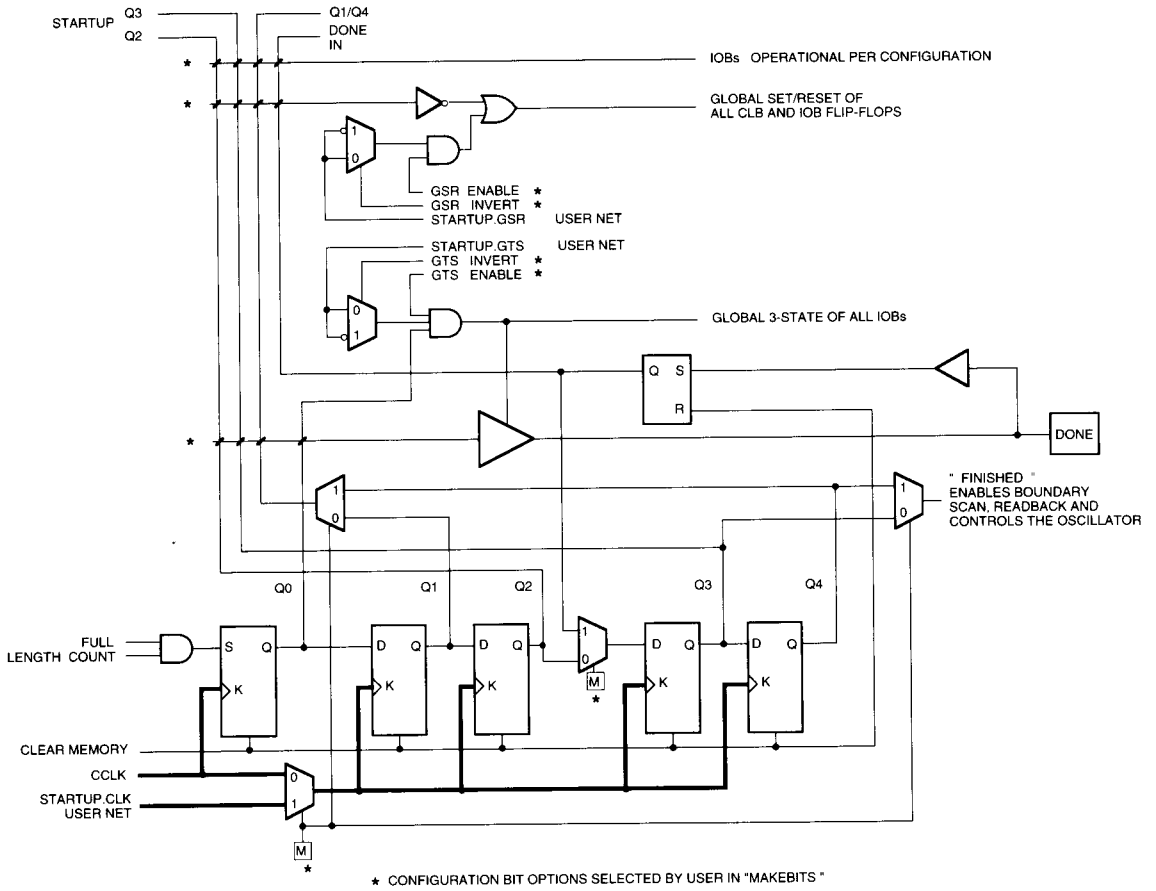 STARTUP Q3 Q1/Q4
Q2 DONE
IN
* IOBs OPERATIONAL PER CONFIGURATION
* GLOBAL SET/RESET OF
ALL CLB AND IOB FLIP-FLOPS
1
0
GSR ENABLE *
GSR INVERT *
STARTUP.GSR USER NET
STARTUP.GTS USER NET
GTS INVERT *
GTS ENABLE *
0
1
GLOBAL 3-STATE OF ALL IOBs
Q S
R
*
DONE
1
0
1
0
" FINISHED "
ENABLES BOUNDARY
SCAN, READBACK AND
CONTROLS THE OSCILLATOR
Q0 Q1 Q2 Q3 Q4
FULL
LENGTH COUNT
S Q
K
D Q
K
D Q
K
1
0
M
*
D Q
K
D Q
K
CLEAR MEMORY
CCLK
STARTUP.CLK
USER NET
0
1
M
*
* CONFIGURATION BIT OPTIONS SELECTED BY USER IN "MAKEBITS "